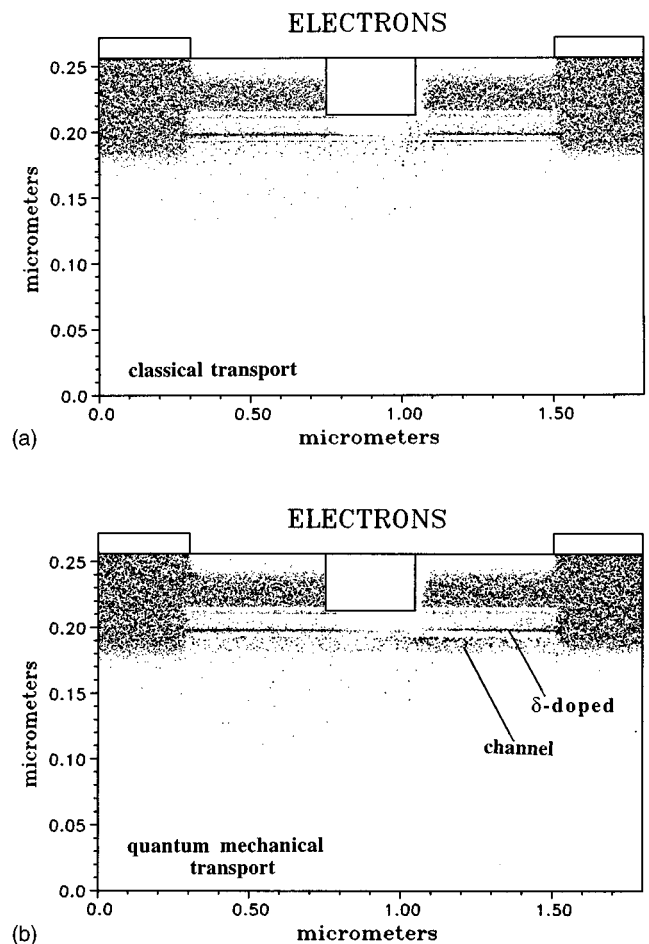 ELECTRONS
0.25
0.20
0.15
0.10
0.05
0.0
micrometers
classical transport
0.0 0.50 1.00 1.50
micrometers
(a)
ELECTRONS
0.25
0.20
0.15
0.10
0.05
0.0
micrometers
δ-doped
channel
quantum mechanical
transport
0.0 0.50 1.00 1.50
micrometers
(b)